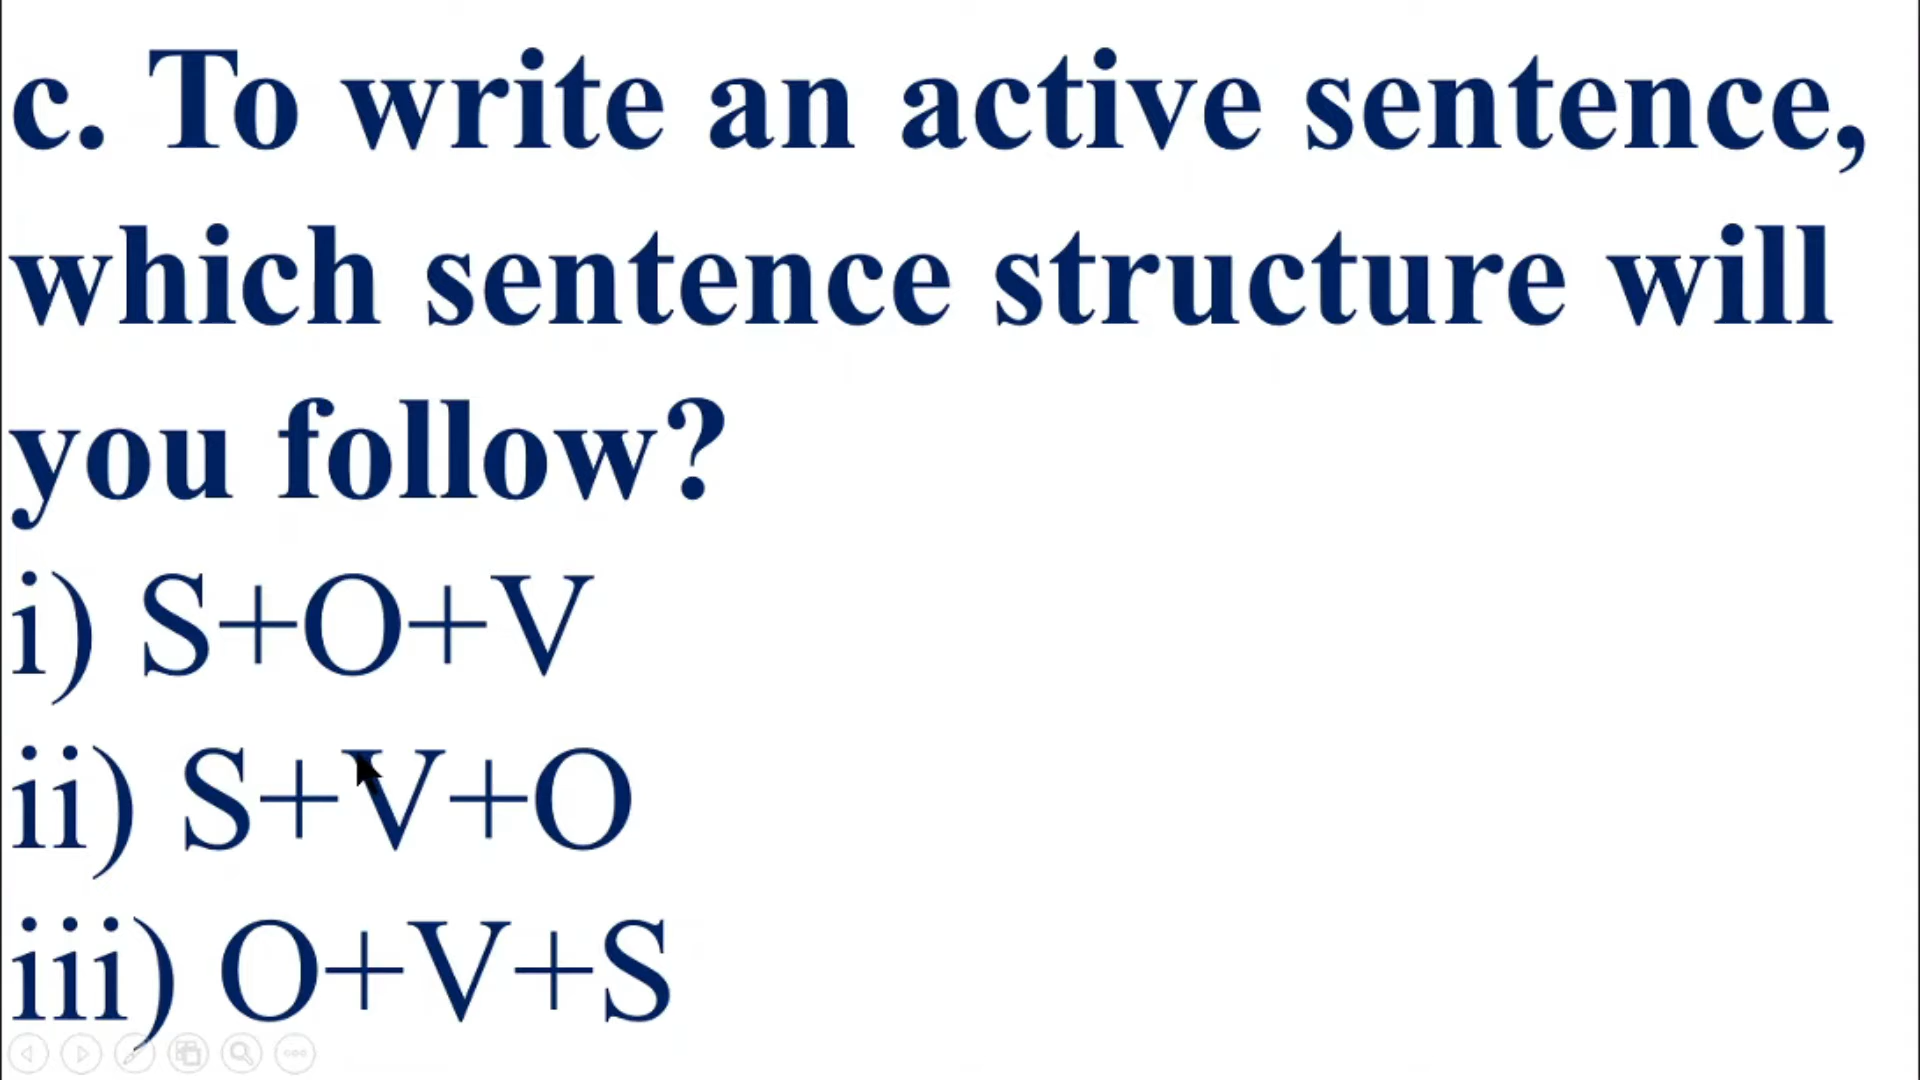 c. To write an active sentence,
which sentence structure will
you follow?
i) S+O+V
ii) S+V+O
iii) O+V+S